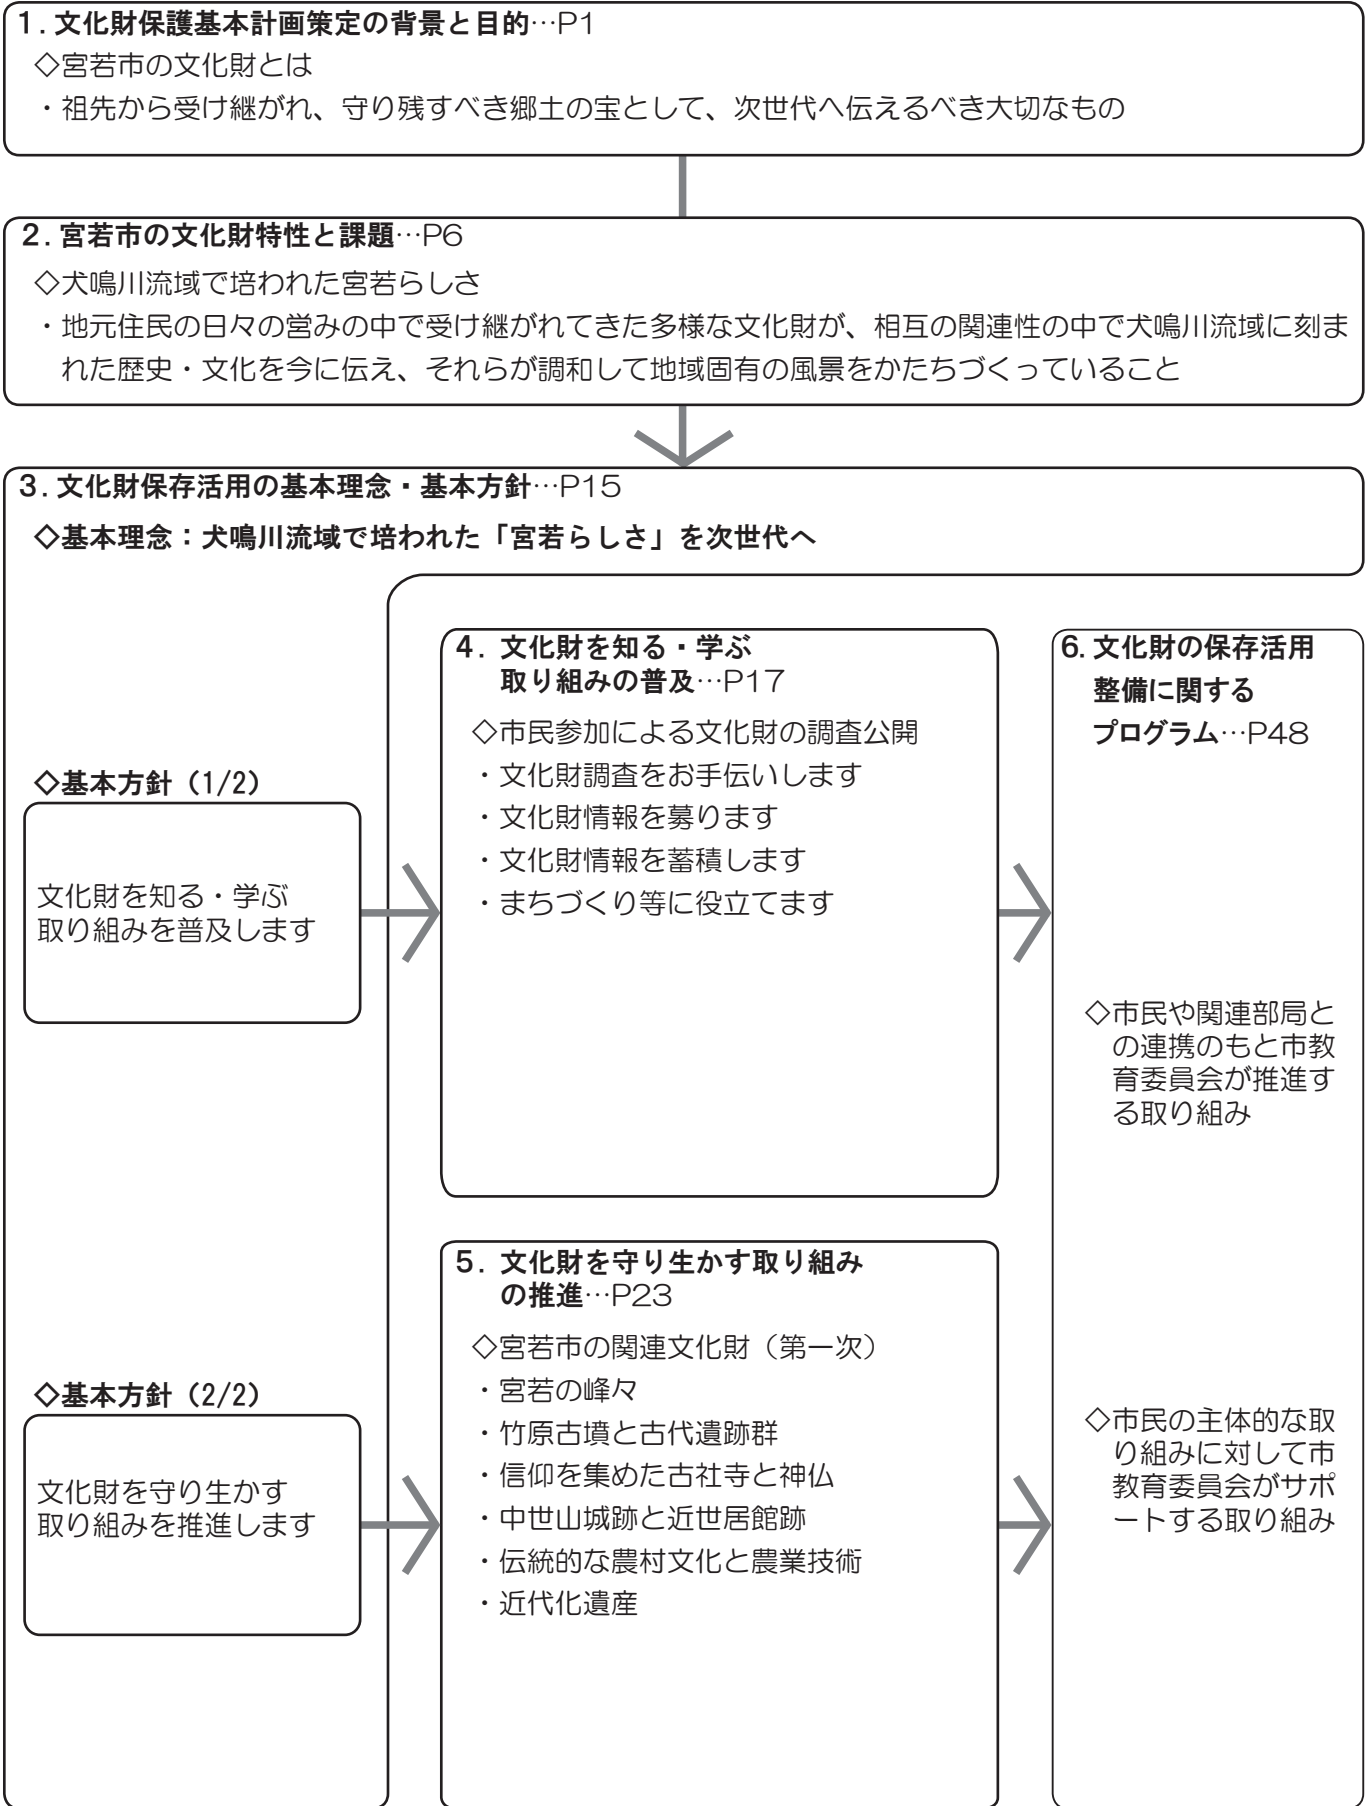 1. 文化財保護基本計画策定の背景と目的…P1
◇宮若市の文化財とは
・祖先から受け継がれ、守り残すべき郷土の宝として、次世代へ伝えるべき大切なもの
2. 宮若市の文化財特性と課題…P6
◇犬鳴川流域で培われた宮若らしさ
・地元住民の日々の営みの中で受け継がれてきた多様な文化財が、相互の関連性の中で犬鳴川流域に刻ま
れた歴史・文化を今に伝え、それらが調和して地域固有の風景をかたちづくっていること
3. 文化財保存活用の基本理念・基本方針…P15
◇基本理念：犬鳴川流域で培われた「宮若らしさ」を次世代へ
◇基本方針（1/2）
文化財を知る・学ぶ
取り組みを普及します
4. 文化財を知る・学ぶ
取り組みの普及…P17
◇市民参加による文化財の調査公開
・文化財調査をお手伝いします
・文化財情報を募ります
・文化財情報を蓄積します
・まちづくり等に役立てます
◇基本方針（2/2）
文化財を守り生かす
取り組みを推進します
5. 文化財を守り生かす取り組み
の推進…P23
◇宮若市の関連文化財（第一次）
・宮若の峰々
・竹原古墳と古代遺跡群
・信仰を集めた古社寺と神仏
・中世山城跡と近世居館跡
・伝統的な農村文化と農業技術
・近代化遺産
6. 文化財の保存活用
整備に関する
プログラム…P48
◇市民や関連部局と
の連携のもと市教
育委員会が推進す
る取り組み
◇市民の主体的な取
り組みに対して市
教育委員会がサポ
ートする取り組み